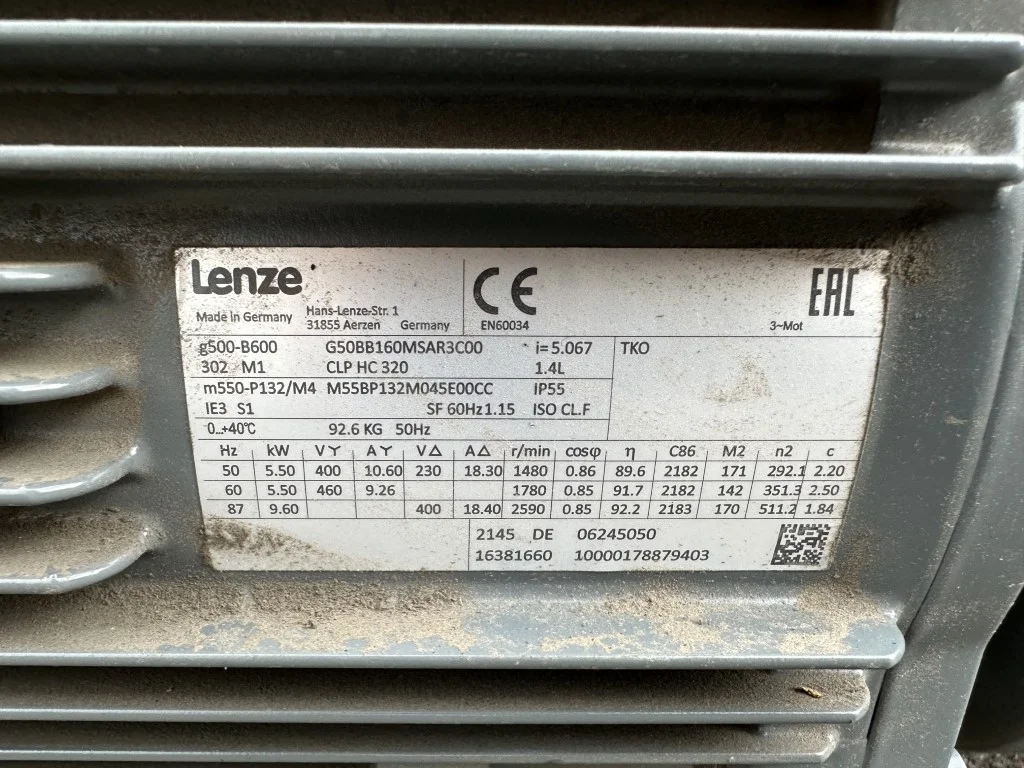 Lenze
CE
EAC
Made in Germany
Hans-Lenze-Str. 1
31855 Aerzen Germany
EN60034
3~Mot
g500-B600 G50BB160MSAR3C00 i=5.067 TKO
302 M1 CLP HC 320 1.4L
m550-P132/M4 M55BP132M045E00CC IP55
IE3 S1 SF 60Hz1.15 ISO CL.F
0...+40℃ 92.6 KG 50Hz
Hz kW VY AY V△ A△ r/min cosφ η C86 M2 n2 c
50 5.50 400 10.60 230 18.30 1480 0.86 89.6 2182 171 292.1 2.20
60 5.50 460 9.26 1780 0.85 91.7 2182 142 351.3 2.50
87 9.60 400 18.40 2590 0.85 92.2 2183 170 511.2 1.84
2145 DE 06245050
16381660 10000178879403